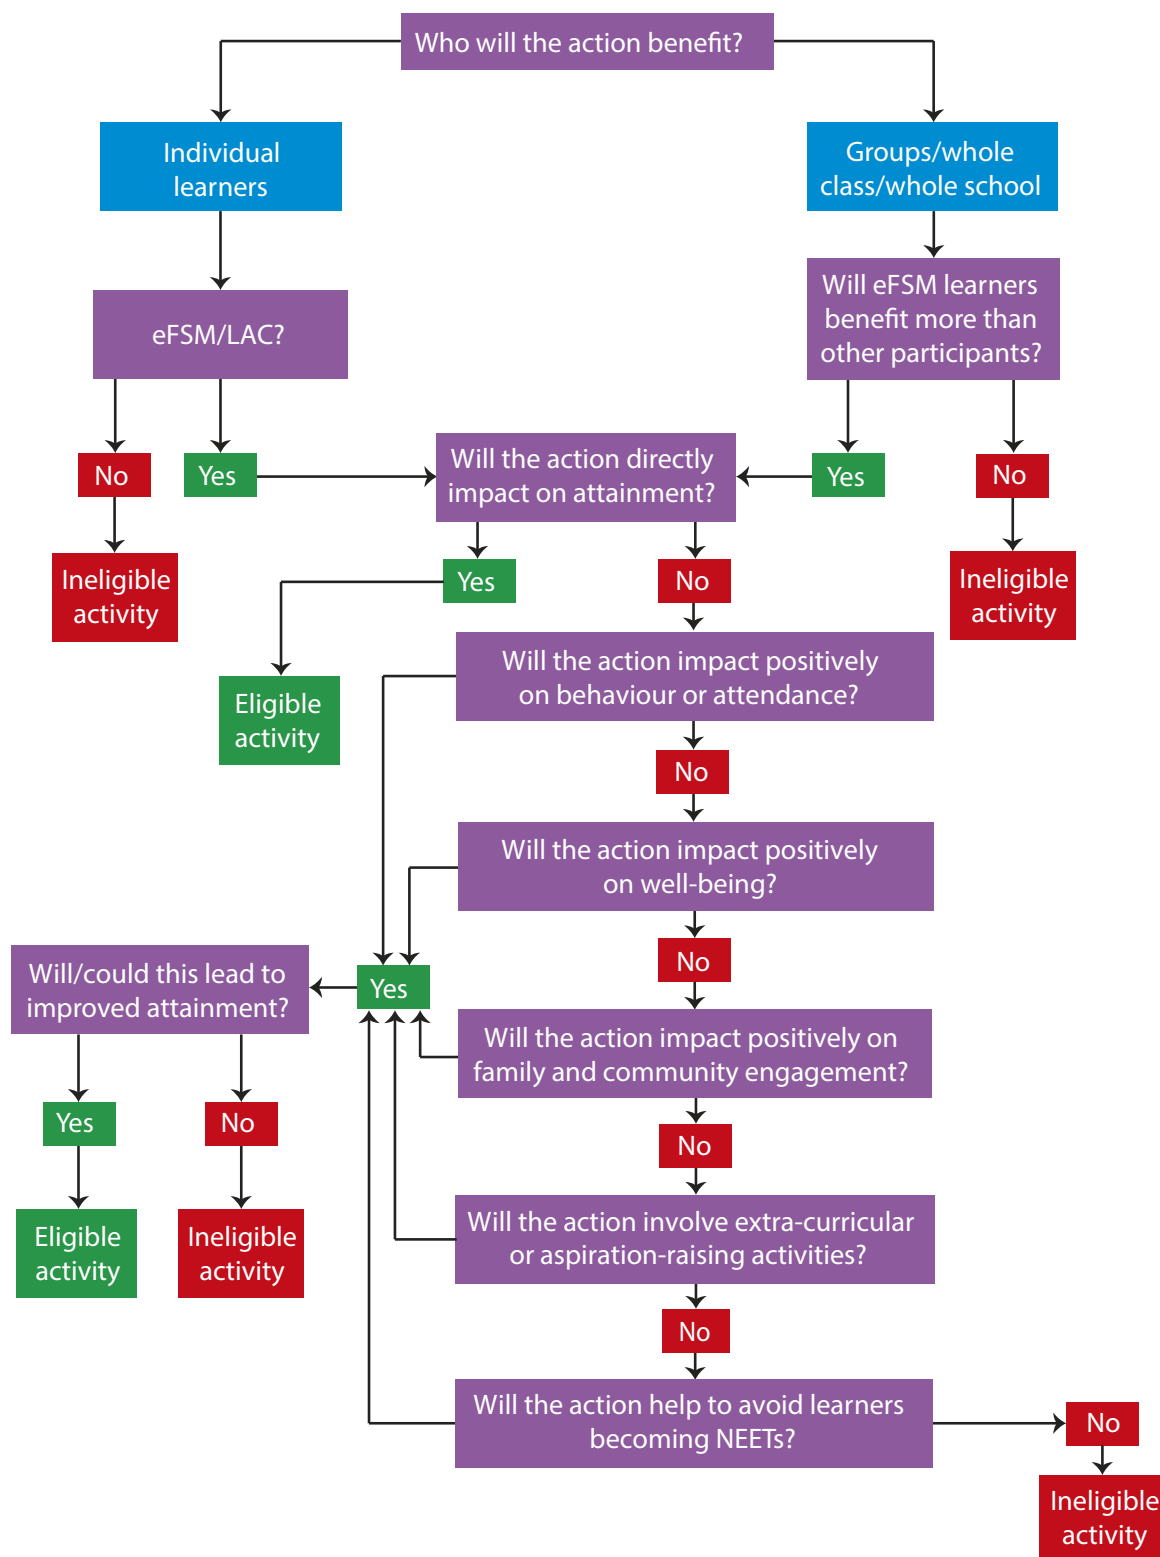 Who will the action benefit?
Individual
learners
Groups/whole
class/whole school
eFSM/LAC?
Will eFSM learners
benefit more than
other participants?
No
Yes
Will the action directly
impact on attainment?
Yes
No
Ineligible
activity
Yes
No
Ineligible
activity
Eligible
activity
Will the action impact positively
on behaviour or attendance?
No
Will the action impact positively
on well-being?
No
Will/could this lead to
improved attainment?
Yes
Will the action impact positively on
family and community engagement?
Yes
No
No
Eligible
activity
Ineligible
activity
Will the action involve extra-curricular
or aspiration-raising activities?
No
Will the action help to avoid learners
becoming NEETs?
No
Ineligible
activity